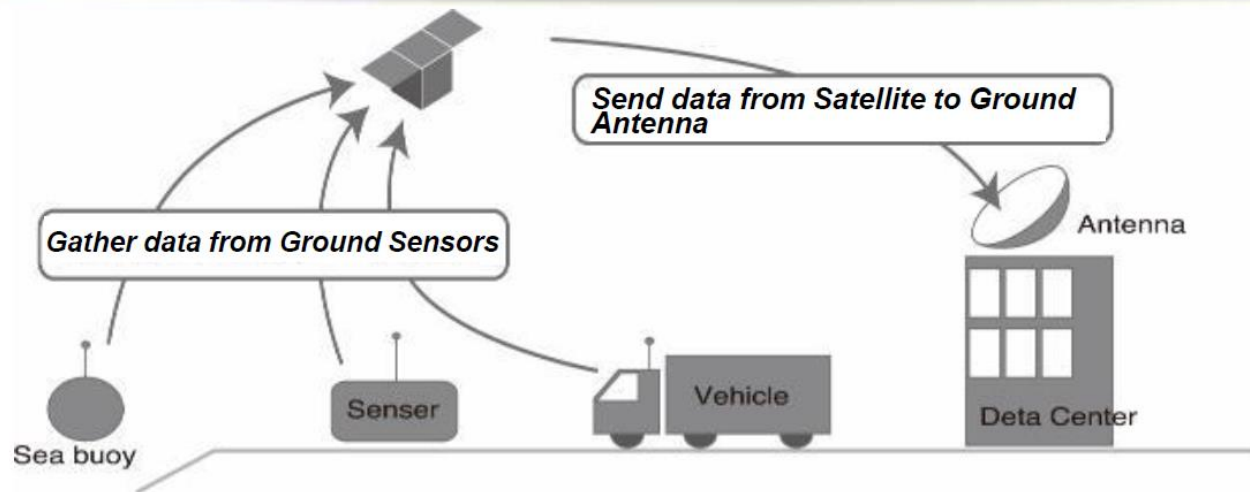 Send data from Satellite to Ground
Antenna
Gather data from Ground Sensors
Antenna
Senser
Vehicle
Deta Center
Sea buoy